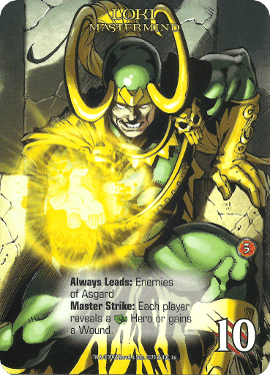 LOKI
MASTERMIND
5
Always Leads: Enemies
of Asgard
Master Strike: Each player
reveals a Hero or gains
a Wound.
10